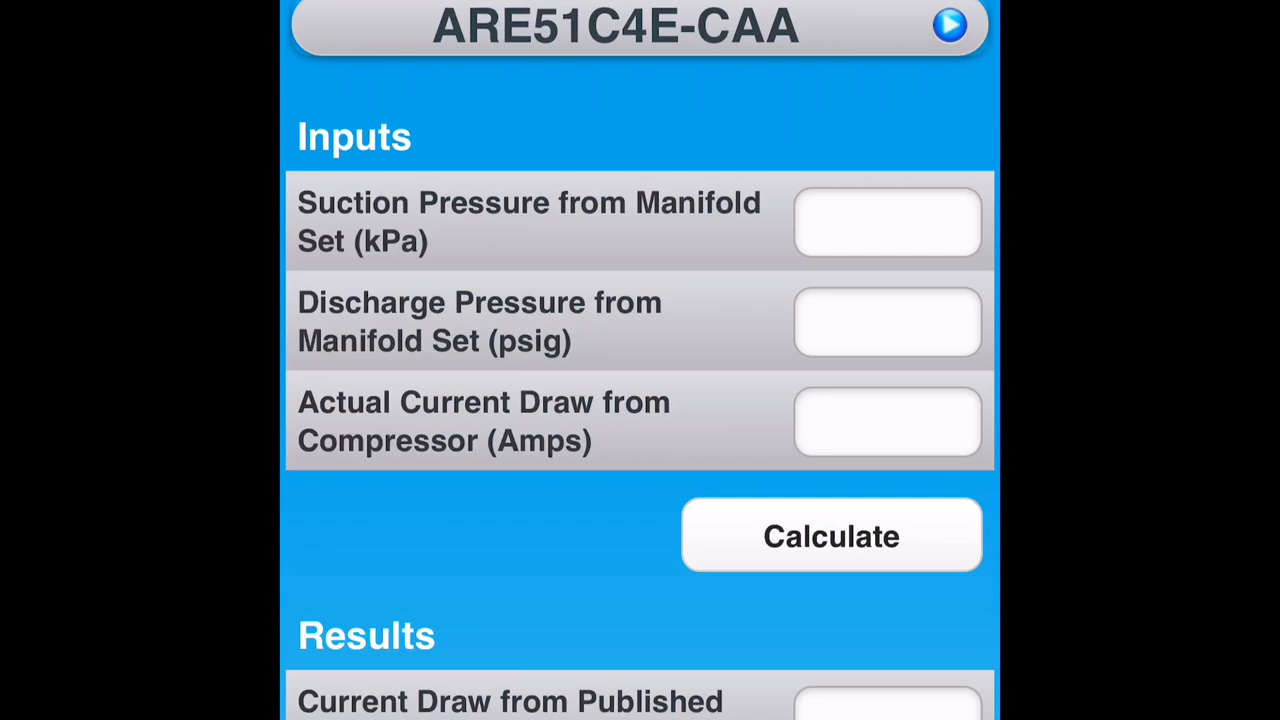 ARE51C4E-CAA
Inputs
Suction Pressure from Manifold
Set (kPa)
Discharge Pressure from
Manifold Set (psig)
Actual Current Draw from
Compressor (Amps)
Calculate
Results
Current Draw from Published